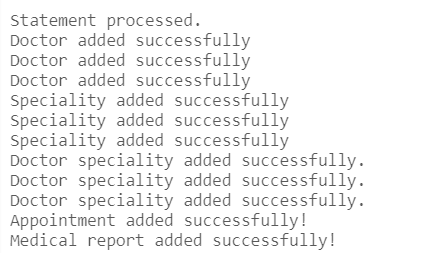 Statement processed.
Doctor added successfully
Doctor added successfully
Doctor added successfully
Speciality added successfully
Speciality added successfully
Speciality added successfully
Doctor speciality added successfully.
Doctor speciality added successfully.
Doctor speciality added successfully.
Appointment added successfully!
Medical report added successfully!